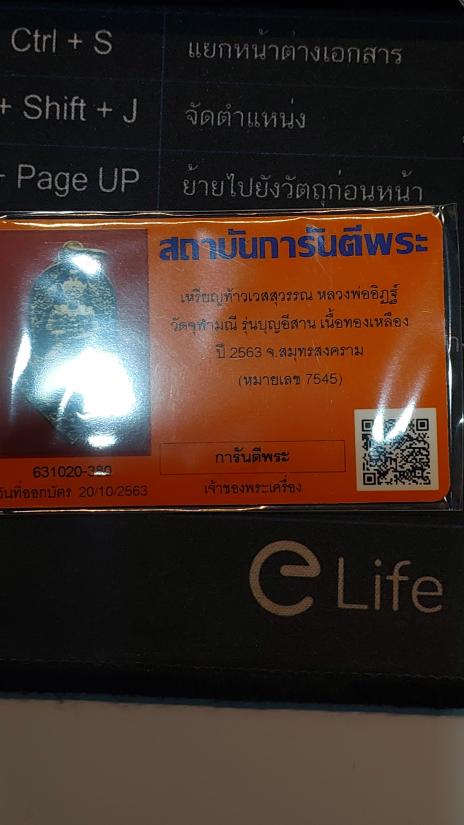 Ctrl + S
แยกหน้าต่างเอกสาร
+ Shift + J
จัดตำแหน่ง
+ Page UP
ย้ายไปยังวัตถุก่อนหน้า
สถาบันการันตีพระ
เหรียญท้าวเวสสุวรรณ หลวงพ่ออิฏฐ์
วัดจุฬามณี รุ่นบุญอีสาน เนื้อทองเหลือง
ปี 2563 จ.สมุทรสงคราม
(หมายเลข 7545)
631020-380
วันที่ออกบัตร 20/10/2563
การันตีพระ
เจ้าของพระเครื่อง
e Life